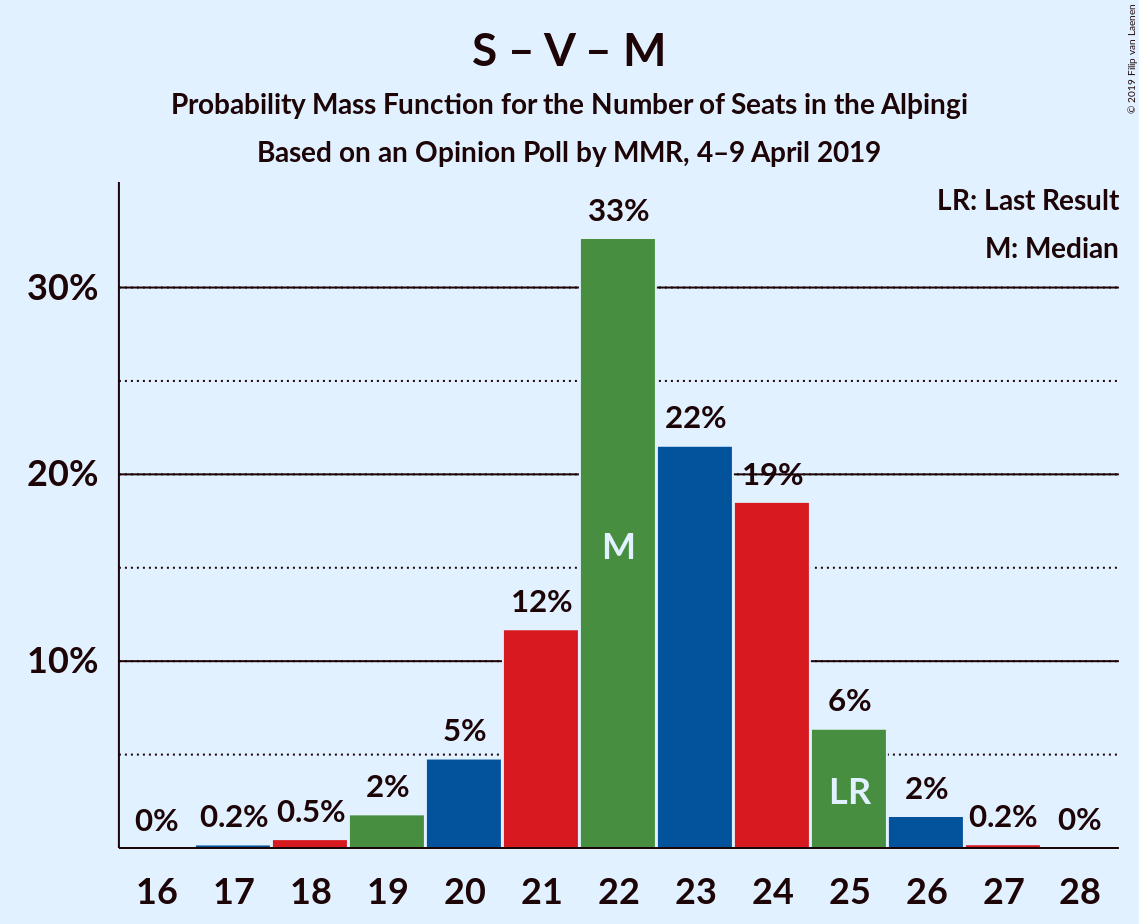 S – V – M
Probability Mass Function for the Number of Seats in the Alþingi
Based on an Opinion Poll by MMR, 4–9 April 2019
© 2019 Filip van Laenen
LR: Last Result
M: Median
30%
20%
10%
0%
0.2%
0.5%
2%
5%
12%
33%
22%
19%
6%
2%
0.2%
0%
M
LR
16 17 18 19 20 21 22 23 24 25 26 27 28